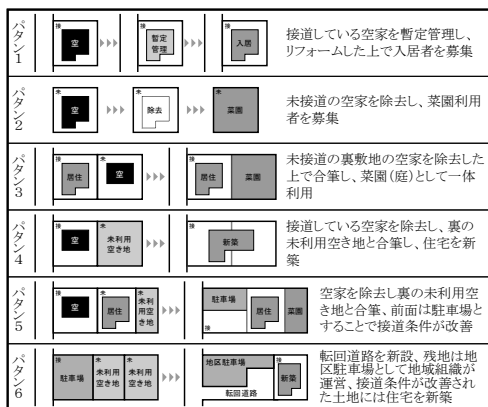 パタン1
接
空
暫定
管理
接
入居
接道している空家を暫定管理し、
リフォームした上で入居者を募集
パタン2
未
空
未
除去
未
菜園
未接道の空家を除去し、菜園利用
者を募集
パタン3
接
居住
未
空
接
居住
菜園
未接道の裏敷地の空家を除去した
上で合筆し、菜園(庭)として一体
利用
パタン4
接
空
未
未利用
空き地
接
新築
接道している空家を除去し、裏の
未利用空き地と合筆し、住宅を新
築
パタン5
接
空
未
居住
未
未利
用空
き地
駐車場
接
居住
菜園
空家を除去し裏の未利用空
き地と合筆、前面は駐車場と
することで接道条件が改善
パタン6
接
駐車場
未
未利用
空き地
未
未利用
空き地
地区駐車場
転回道路
接
新築
転回道路を新設、残地は地
区駐車場として地域組織が
運営、接道条件が改善され
た土地には住宅を新築